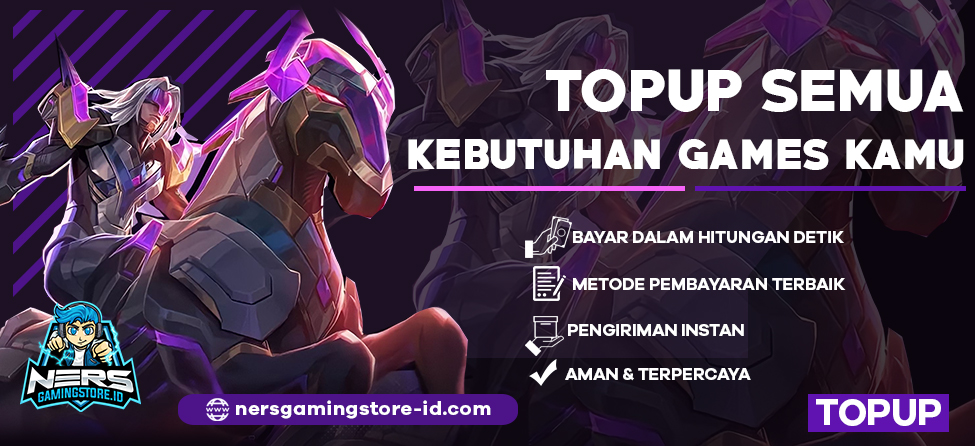 TOPUP SEMUA
KEBUTUHAN GAMES KAMU
BAYAR DALAM HITUNGAN DETIK
METODE PEMBAYARAN TERBAIK
PENGIRIMAN INSTAN
AMAN & TERPERCAYA
NERS
GAMINGSTORE.ID
nersgamingstore-id.com
TOPUP